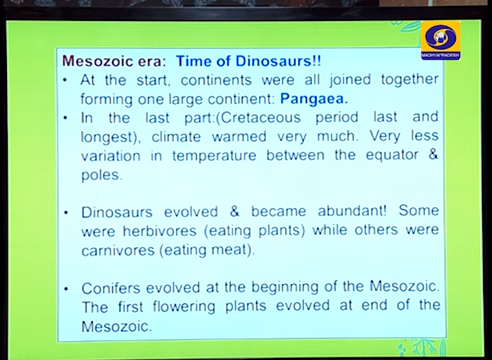 MADHYAPRADESH
Mesozoic era: Time of Dinosaurs!!
• At the start, continents were all joined together
forming one large continent: Pangaea.
• In the last part:(Cretaceous period last and
longest), climate warmed very much. Very less
variation in temperature between the equator &
poles.
• Dinosaurs evolved & became abundant! Some
were herbivores (eating plants) while others were
carnivores (eating meat).
• Conifers evolved at the beginning of the Mesozoic.
The first flowering plants evolved at end of the
Mesozoic.